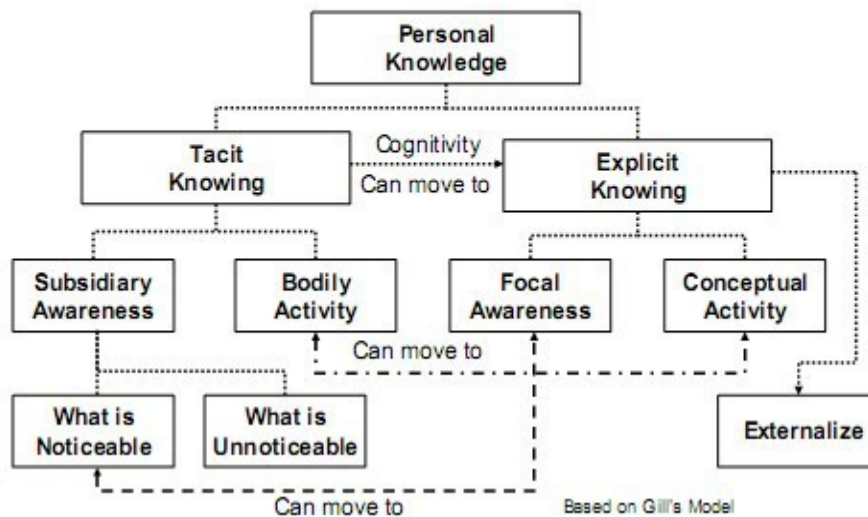 Personal
Knowledge
Tacit
Knowing
Cognitivity
Can move to
Explicit
Knowing
Subsidiary
Awareness
Bodily
Activity
Focal
Awareness
Conceptual
Activity
Can move to
What is
Noticeable
What is
Unnoticeable
Externalize
Can move to
Based on Gill's Model